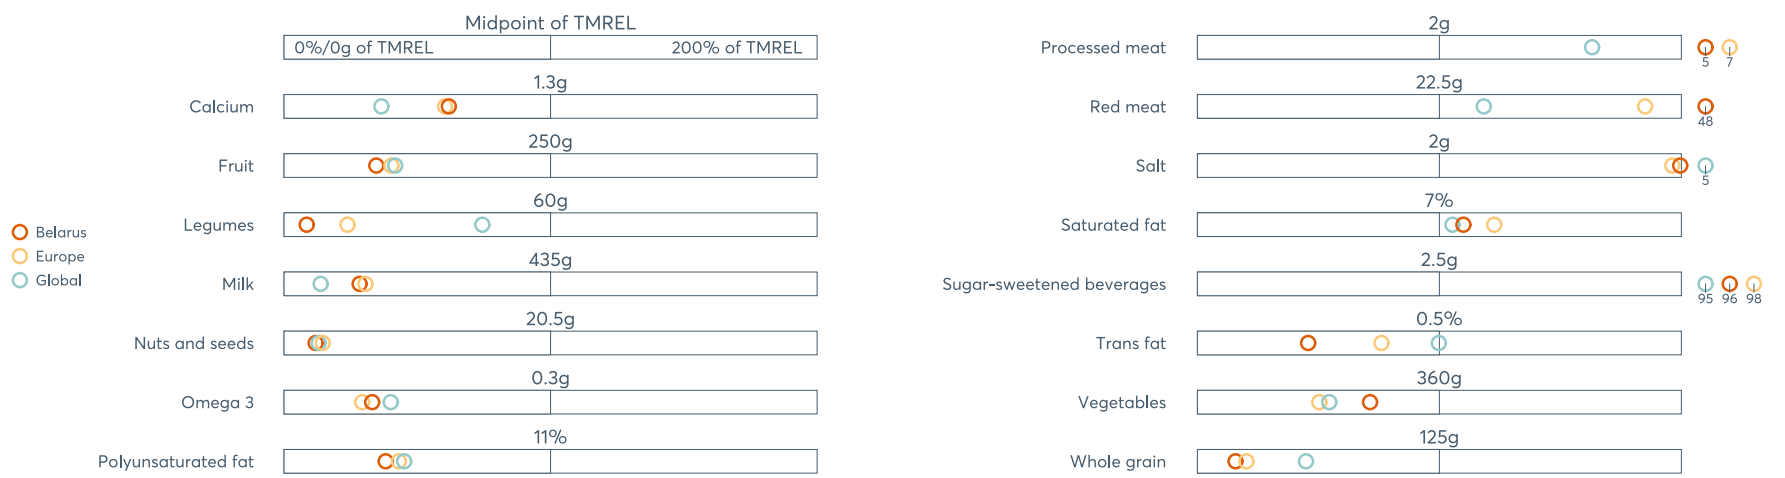 Midpoint of TMREL
0%/0g of TMREL 200% of TMREL
1.3g
Calcium
250g
Fruit
60g
Legumes
435g
Milk
20.5g
Nuts and seeds
0.3g
Omega 3
11%
Polyunsaturated fat
Belarus
Europe
Global
2g
Processed meat
5 7
22.5g
Red meat
48
2g
Salt
5
7%
Saturated fat
2.5g
Sugar-sweetened beverages
95 96 98
0.5%
Trans fat
360g
Vegetables
125g
Whole grain